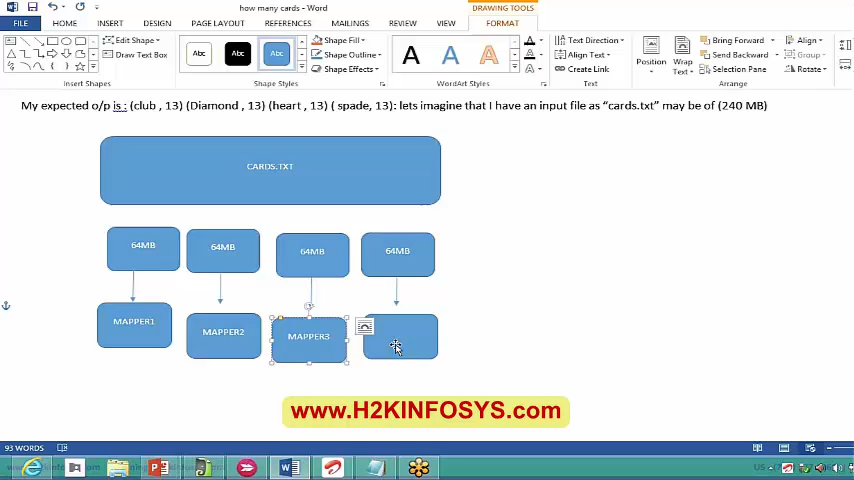 how many cards - Word
DRAWING TOOLS
FILE HOME INSERT DESIGN PAGE LAYOUT REFERENCES MAILINGS REVIEW VIEW FORMAT
Edit Shape
Draw Text Box
Insert Shapes
Abc Abc Abc
Shape Fill
Shape Outline
Shape Effects
Shape Styles
A A A
WordArt Styles
Text Direction
Align Text
Create Link
Text
Position
Wrap Text
Bring Forward
Send Backward
Selection Pane
Align
Group
Rotate
Arrange
My expected o/p is : (club , 13) (Diamond , 13) (heart , 13) ( spade, 13): lets imagine that I have an input file as “cards.txt” may be of (240 MB)
CARDS.TXT
64MB 64MB 64MB 64MB
MAPPER1 MAPPER2 MAPPER3
www.H2KINFOSYS.com
93 WORDS
US